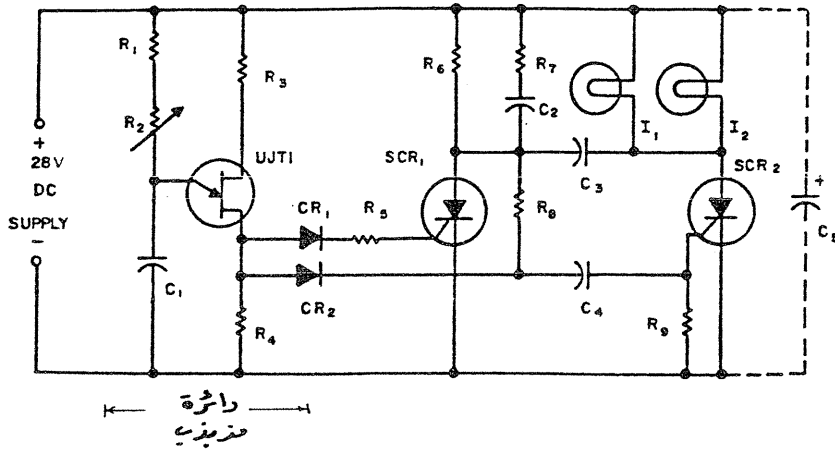 R₁
R₂
+
28V
DC
SUPPLY
-
C₁
R₃
UJT1
R₄
CR₁
CR₂
R₅
R₆
SCR₁
R₇
C₂
C₃
R₈
C₄
I₁
I₂
SCR₂
R₉
+
C₅
دائرة
مذبذب